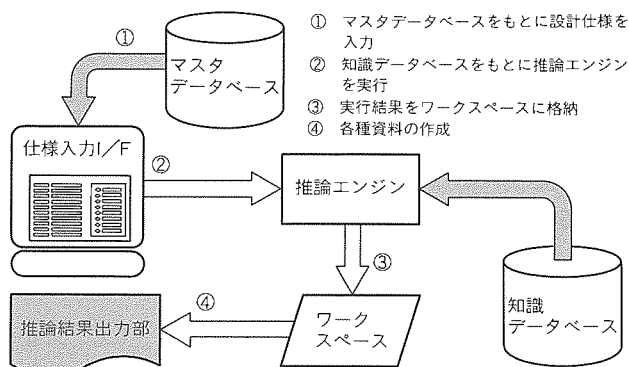 ① マスタデータベースをもとに設計仕様を
入力
② 知識データベースをもとに推論エンジン
を実行
③ 実行結果をワークスペースに格納
④ 各種資料の作成
①
マスタ
データベース
仕様入力I/F
②
推論エンジン
③
知識
データベース
④
推論結果出力部
ワーク
スペース